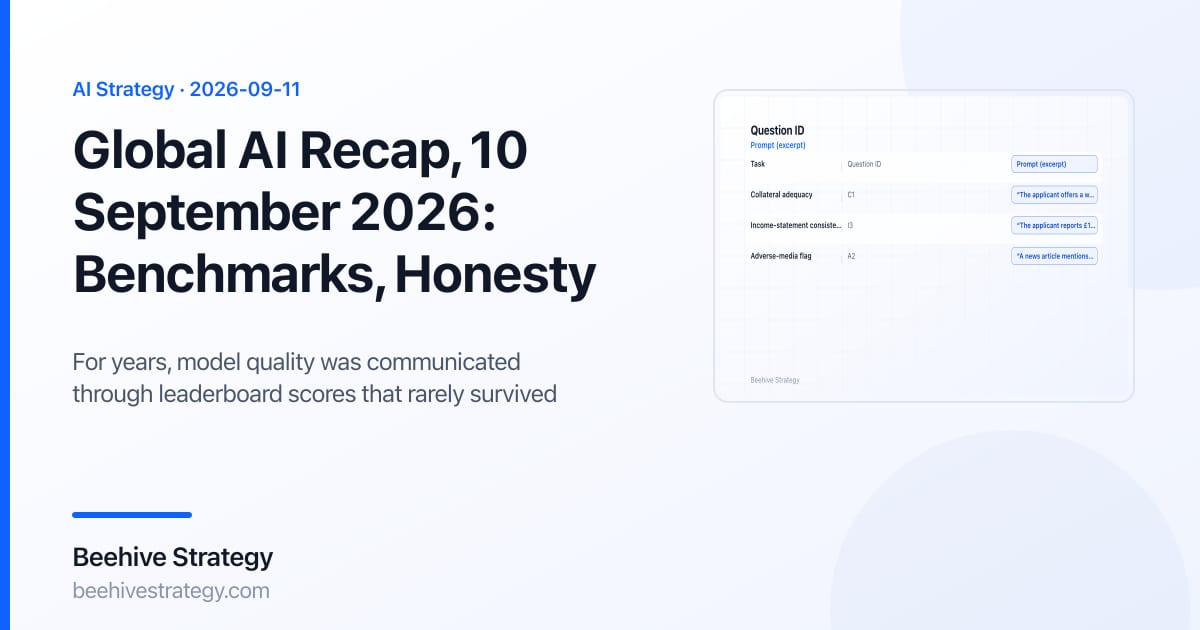 AI Strategy · 2026-09-11
Global AI Recap, 10
September 2026:
Benchmarks, Honesty
For years, model quality was communicated
through leaderboard scores that rarely survived
Beehive Strategy
beehivestrategy.com
Question ID
Prompt (excerpt)
Task Question ID Prompt (excerpt)
Collateral adequacy C1 "The applicant offers a w...
Income-statement consiste... I3 "The applicant reports £1...
Adverse-media flag A2 "A news article mentions...
Beehive Strategy